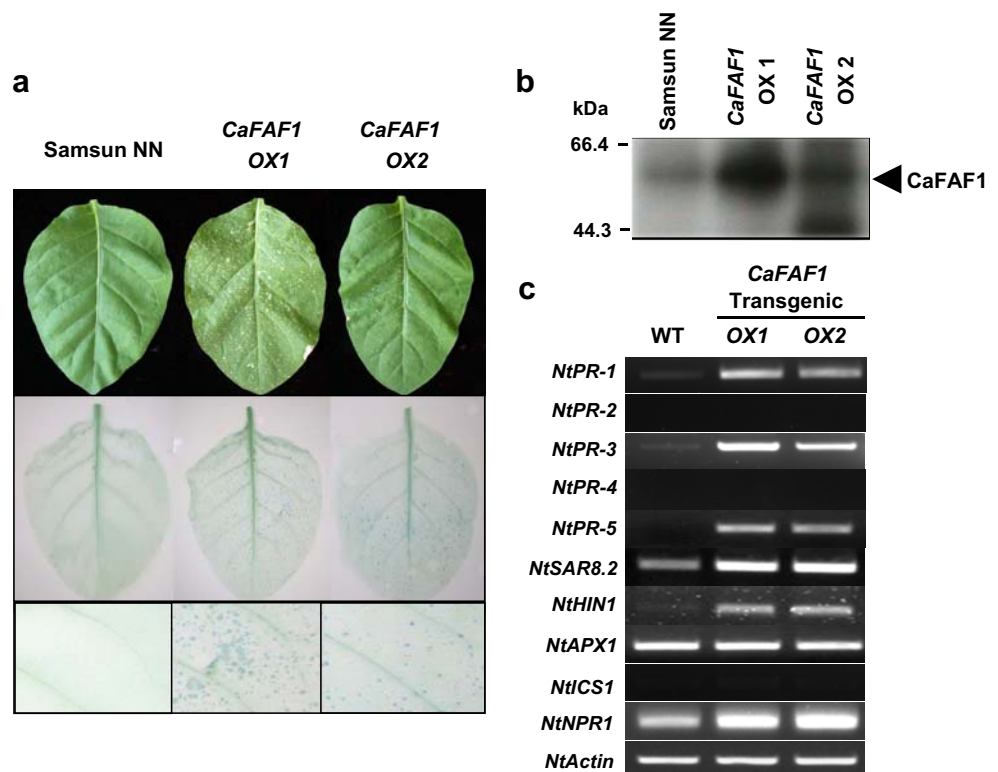 a
Samsun NN
CaFAF1
OX1
CaFAF1
OX2
b
kDa
Samsun NN
CaFAF1
OX 1
CaFAF1
OX 2
66.4
44.3
CaFAF1
c
CaFAF1
Transgenic
WT
OX1
OX2
NtPR-1
NtPR-2
NtPR-3
NtPR-4
NtPR-5
NtSAR8.2
NtHIN1
NtAPX1
NtICS1
NtNPR1
NtActin